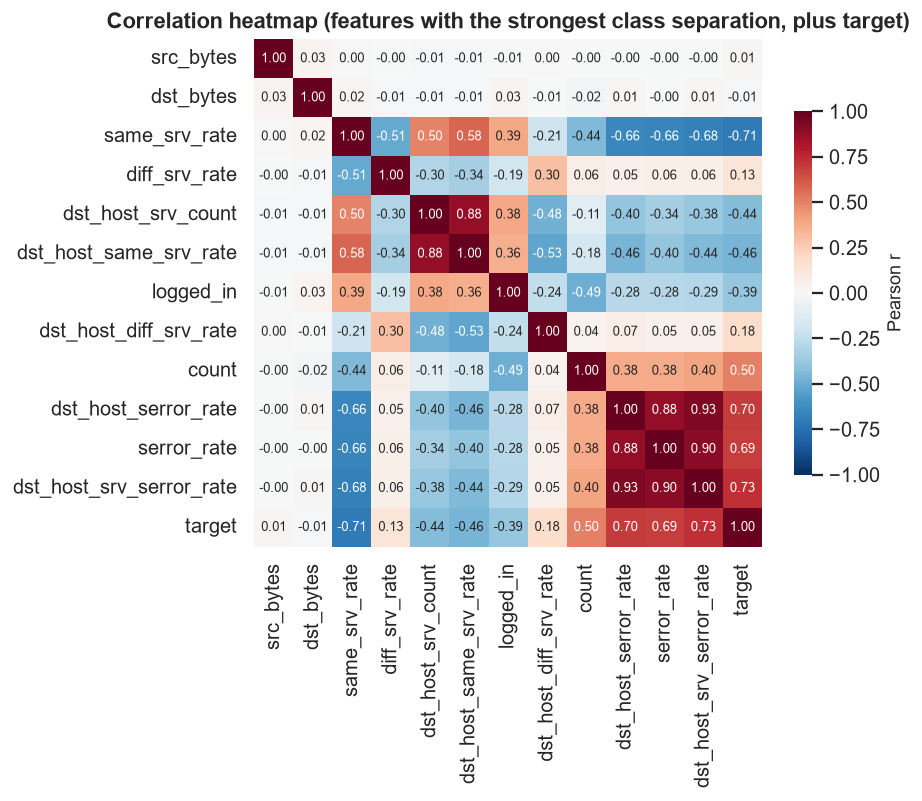 Correlation heatmap (features with the strongest class separation, plus target)
src_bytes 1.00 0.03 0.00 -0.00 -0.01 -0.01 -0.01 0.00 -0.00 -0.00 -0.00 -0.00 0.01
dst_bytes 0.03 1.00 0.02 -0.01 -0.01 -0.01 0.03 -0.01 -0.02 0.01 -0.00 0.01 -0.01
same_srv_rate 0.00 0.02 1.00 -0.51 0.50 0.58 0.39 -0.21 -0.44 -0.66 -0.66 -0.68 -0.71
diff_srv_rate -0.00 -0.01 -0.51 1.00 -0.30 -0.34 -0.19 0.30 0.06 0.05 0.06 0.06 0.13
dst_host_srv_count -0.01 -0.01 0.50 -0.30 1.00 0.88 0.38 -0.48 -0.11 -0.40 -0.34 -0.38 -0.44
dst_host_same_srv_rate -0.01 -0.01 0.58 -0.34 0.88 1.00 0.36 -0.53 -0.18 -0.46 -0.40 -0.44 -0.46
logged_in -0.01 0.03 0.39 -0.19 0.38 0.36 1.00 -0.24 -0.49 -0.28 -0.28 -0.29 -0.39
dst_host_diff_srv_rate 0.00 -0.01 -0.21 0.30 -0.48 -0.53 -0.24 1.00 0.04 0.07 0.05 0.05 0.18
count -0.00 -0.02 -0.44 0.06 -0.11 -0.18 -0.49 0.04 1.00 0.38 0.38 0.40 0.50
dst_host_serror_rate -0.00 0.01 -0.66 0.05 -0.40 -0.46 -0.28 0.07 0.38 1.00 0.88 0.93 0.70
serror_rate -0.00 -0.00 -0.66 0.06 -0.34 -0.40 -0.28 0.05 0.38 0.88 1.00 0.90 0.69
dst_host_srv_serror_rate -0.00 0.01 -0.68 0.06 -0.38 -0.44 -0.29 0.05 0.40 0.93 0.90 1.00 0.73
target 0.01 -0.01 -0.71 0.13 -0.44 -0.46 -0.39 0.18 0.50 0.70 0.69 0.73 1.00
src_bytes
dst_bytes
same_srv_rate
diff_srv_rate
dst_host_srv_count
dst_host_same_srv_rate
logged_in
dst_host_diff_srv_rate
count
dst_host_serror_rate
serror_rate
dst_host_srv_serror_rate
target
1.00
0.75
0.50
0.25
0.00
−0.25
−0.50
−0.75
−1.00
Pearson r